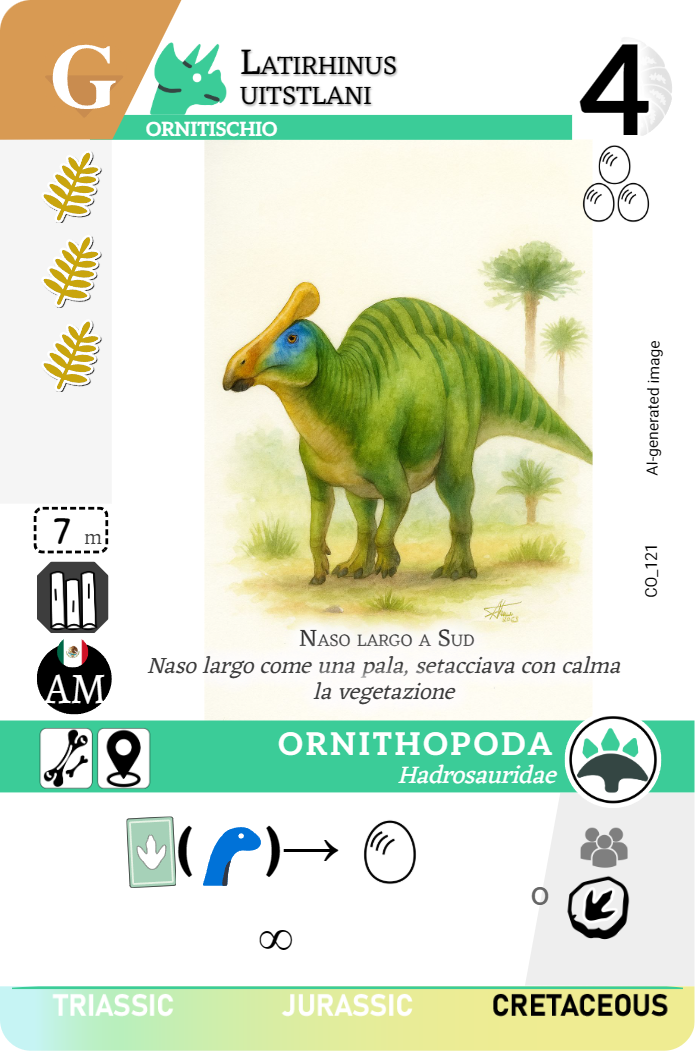 G
LATIRHINUS
UITSTLANI
4
ORNITISCHIO
AI-generated image
7 m
CO_121
AM
NASO LARGO A SUD
Naso largo come una pala, setacciava con calma
la vegetazione
ORNITHOPODA
Hadrosauridae
( ) →
o
∞
TRIASSIC JURASSIC CRETACEOUS